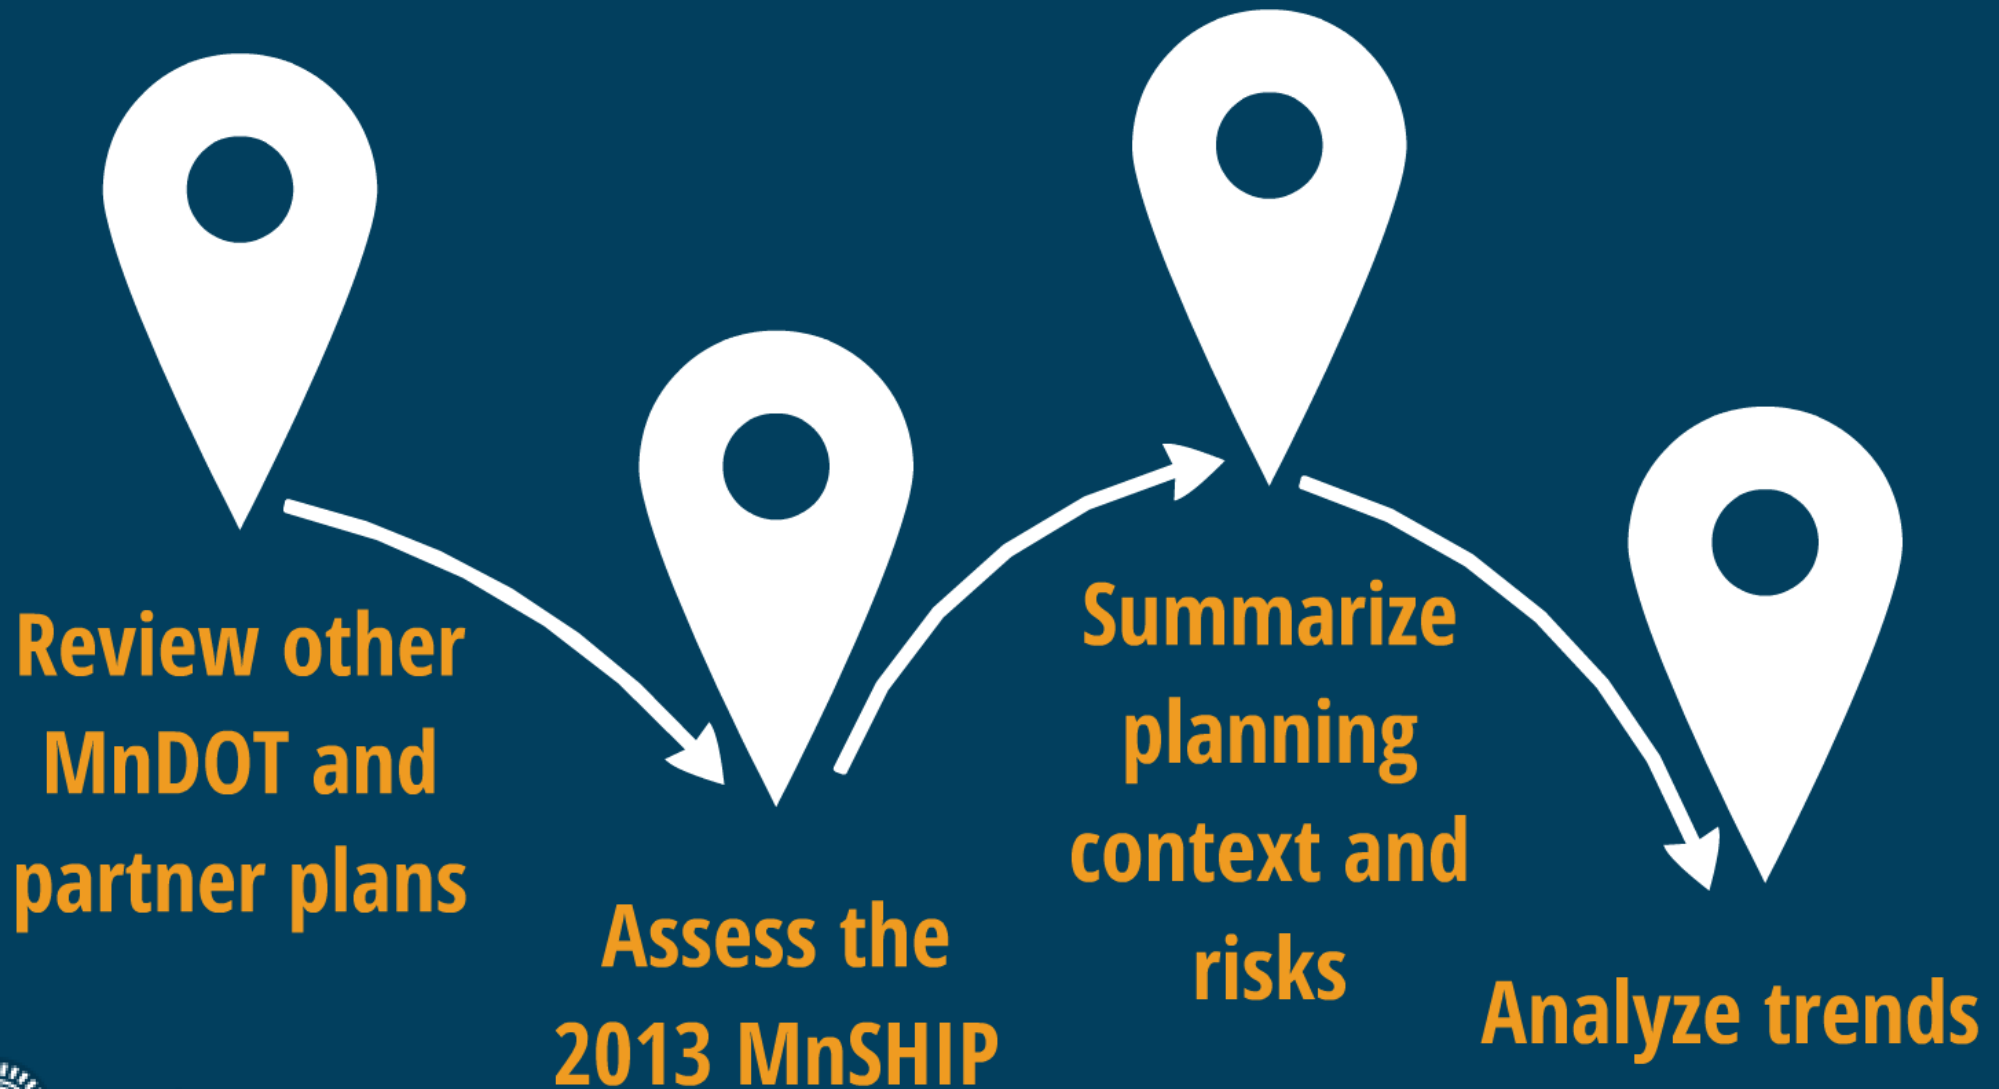 Review other
MnDOT and
partner plans
Assess the
2013 MnSHIP
Summarize
planning
context and
risks
Analyze trends